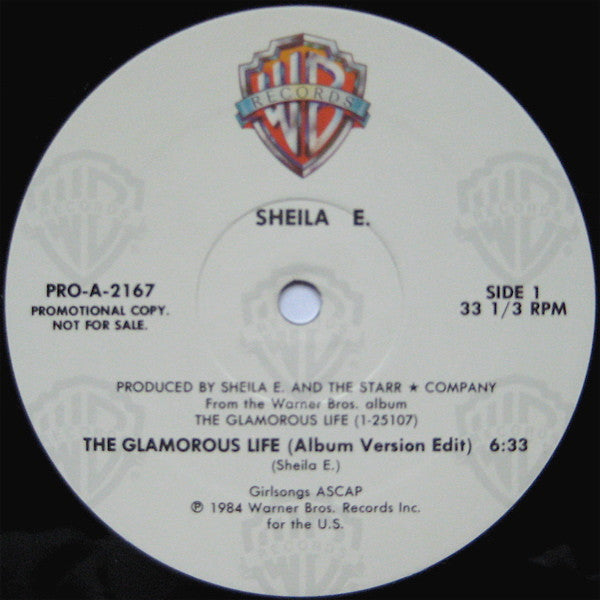 WB
RECORDS
SHEILA E.
PRO-A-2167
PROMOTIONAL COPY.
NOT FOR SALE.
SIDE 1
33 1/3 RPM
PRODUCED BY SHEILA E. AND THE STARR ★ COMPANY
From the Warner Bros. album
THE GLAMOROUS LIFE (1-25107)
THE GLAMOROUS LIFE (Album Version Edit) 6:33
(Sheila E.)
Girlsongs ASCAP
℗ 1984 Warner Bros. Records Inc.
for the U.S.